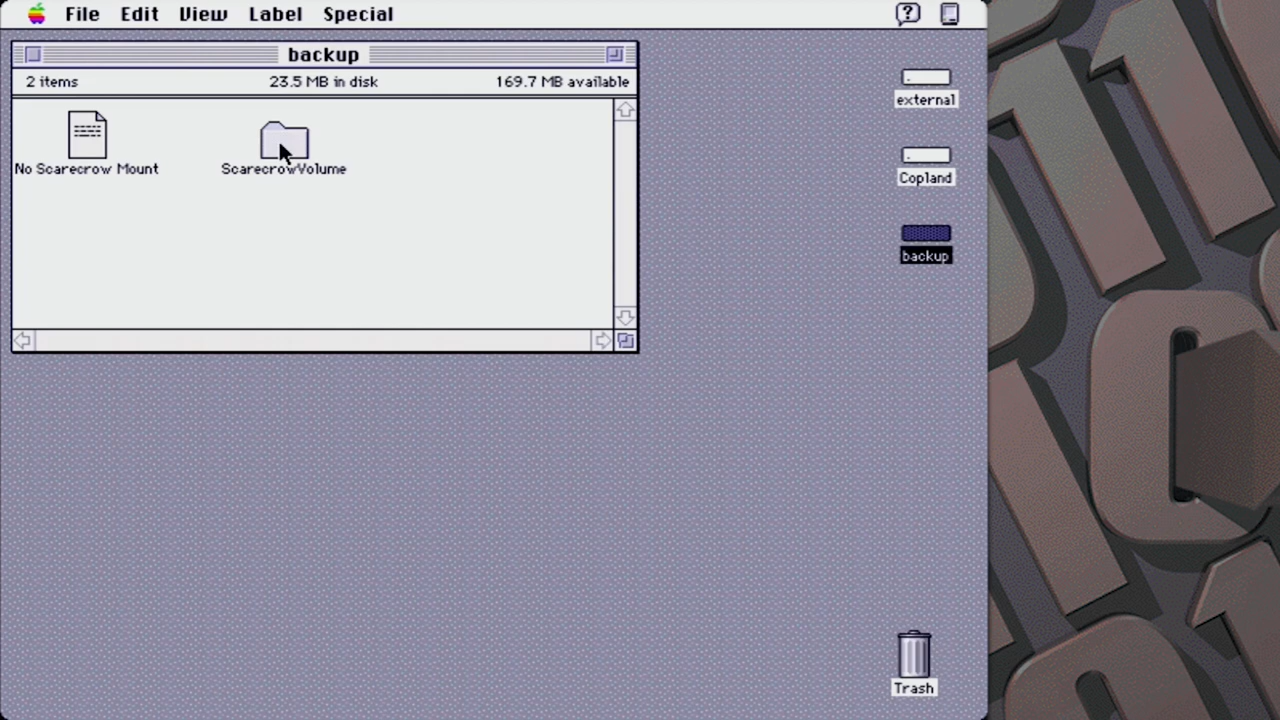 File Edit View Label Special
backup
2 items 23.5 MB in disk 169.7 MB available
No Scarecrow Mount
ScarecrowVolume
external
Copland
backup
Trash